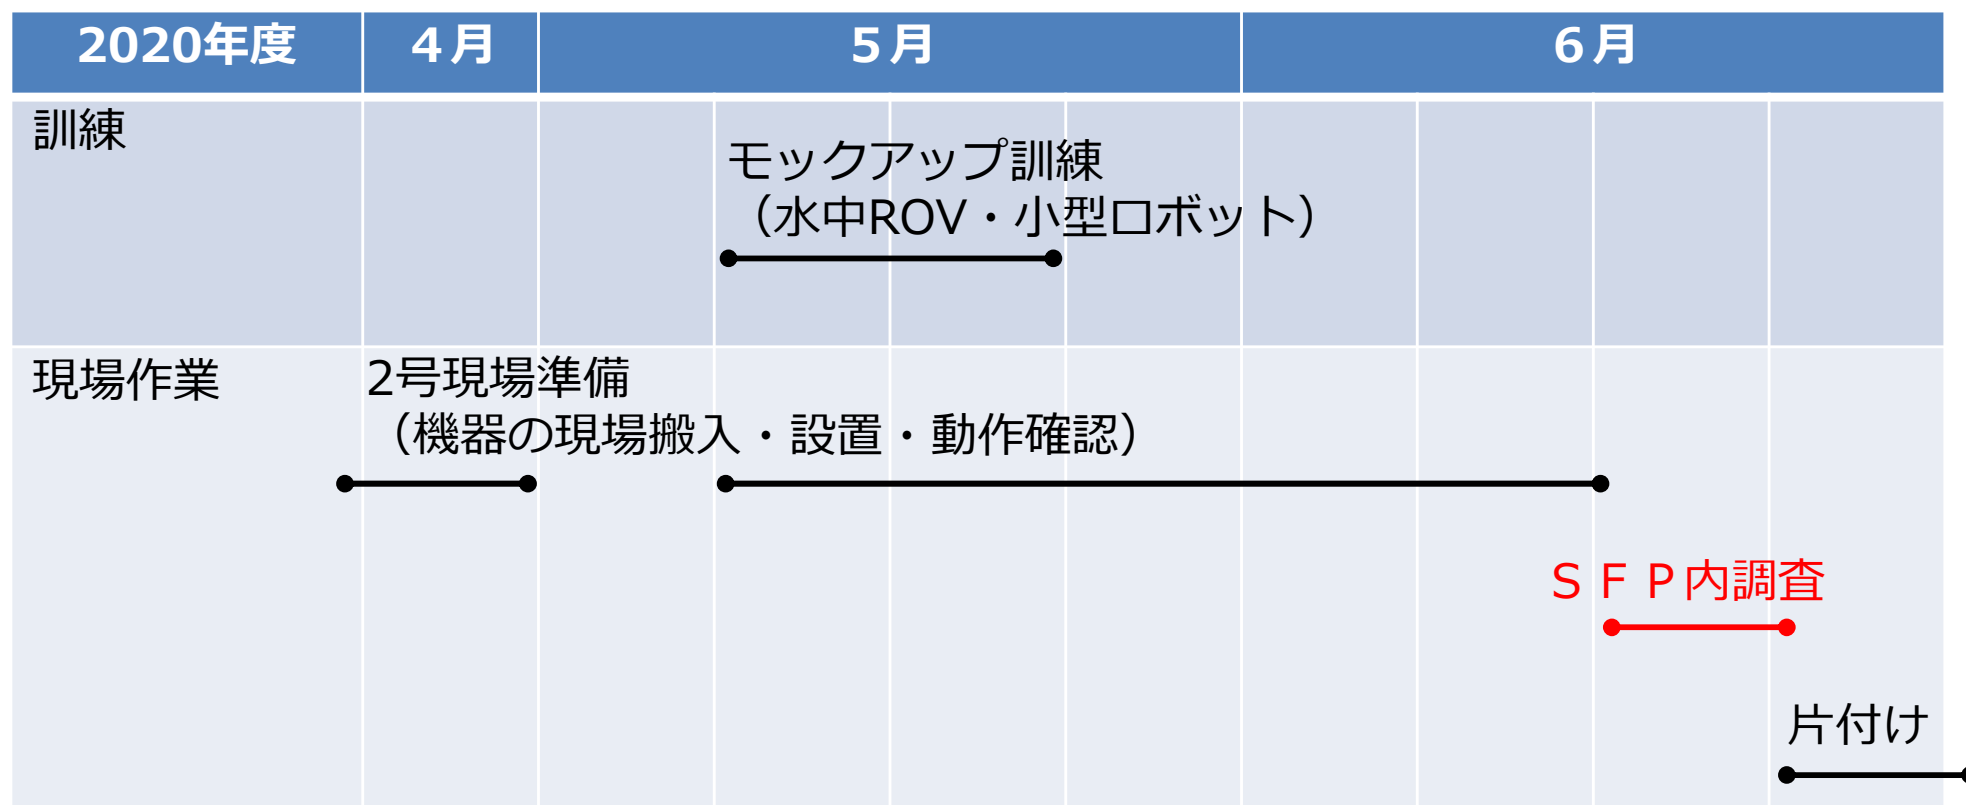 2020年度
４月
５月
６月
訓練
モックアップ訓練
（水中ROV・小型ロボット）
現場作業
2号現場準備
（機器の現場搬入・設置・動作確認）
ＳＦＰ内調査
片付け